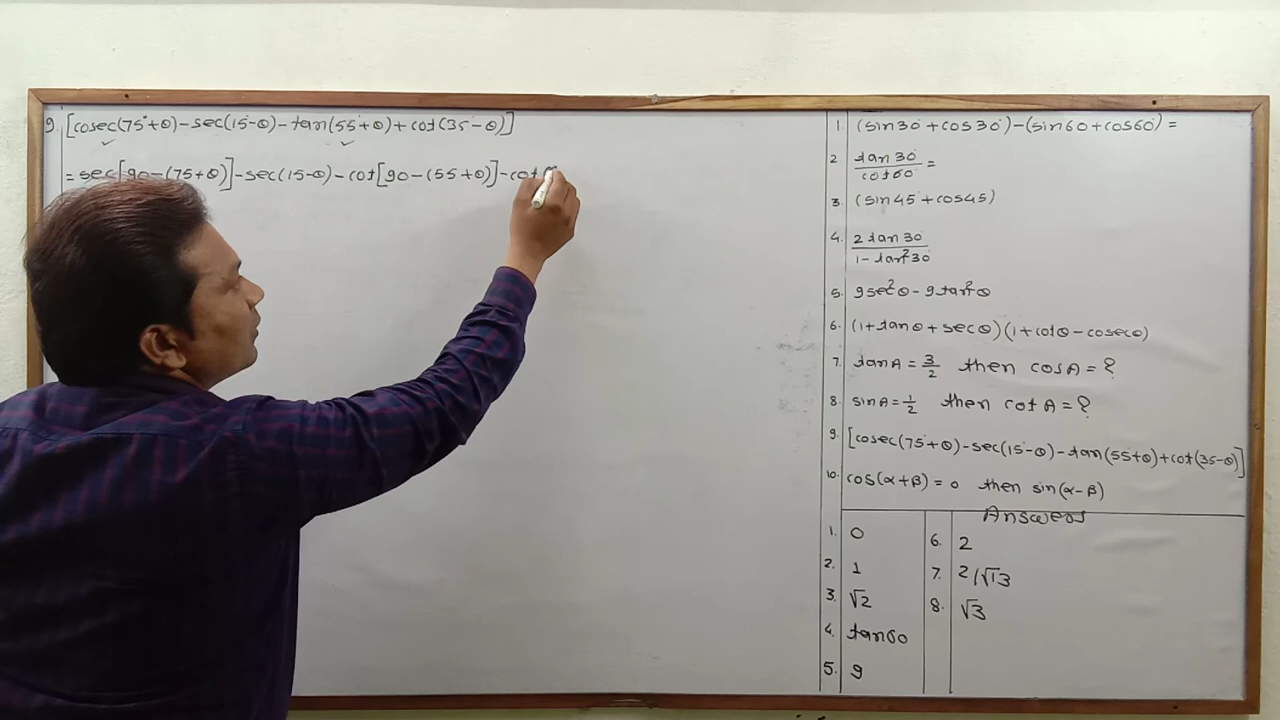 9. [cosec(75°+θ)-sec(15-θ)-tan(55°+θ)+cot(35-θ)]
= sec[90-(75+θ)]-sec(15-θ)-cot[90-(55+θ)]-cot
1. (sin30°+cos30°)-(sin60+cos60°)=
2. tan30° / cot60° =
3. (sin45°+cos45)
4. 2tan30° / 1-tan²30°
5. 9sec²θ-9tan²θ
6. (1+tanθ+secθ)(1+cotθ-cosecθ)
7. tanA=3/2 then cosA=?
8. sinA=1/2 then cotA=?
9. [cosec(75°+θ)-sec(15°-θ)-tan(55°+θ)+cot(35-θ)]
10. cos(α+β)=0 then sin(α-β)
Answers
1. 0
2. 1
3. √2
4. tan60
5. 9
6. 2
7. 2/√13
8. √3